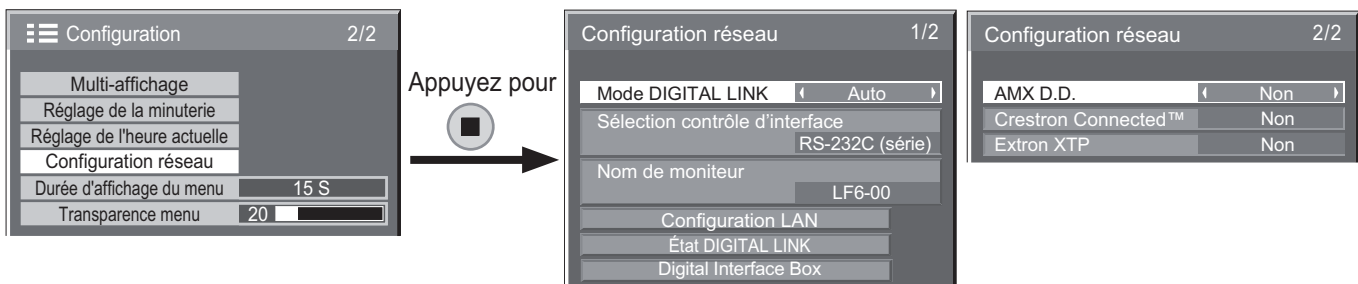 Configuration 2/2
Multi-affichage
Réglage de la minuterie
Réglage de l'heure actuelle
Configuration réseau
Durée d'affichage du menu 15 S
Transparence menu 20
Appuyez pour
Configuration réseau 1/2
Mode DIGITAL LINK Auto
Sélection contrôle d'interface
RS-232C (série)
Nom de moniteur
LF6-00
Configuration LAN
État DIGITAL LINK
Digital Interface Box
Configuration réseau 2/2
AMX D.D. Non
Crestron Connected™ Non
Extron XTP Non